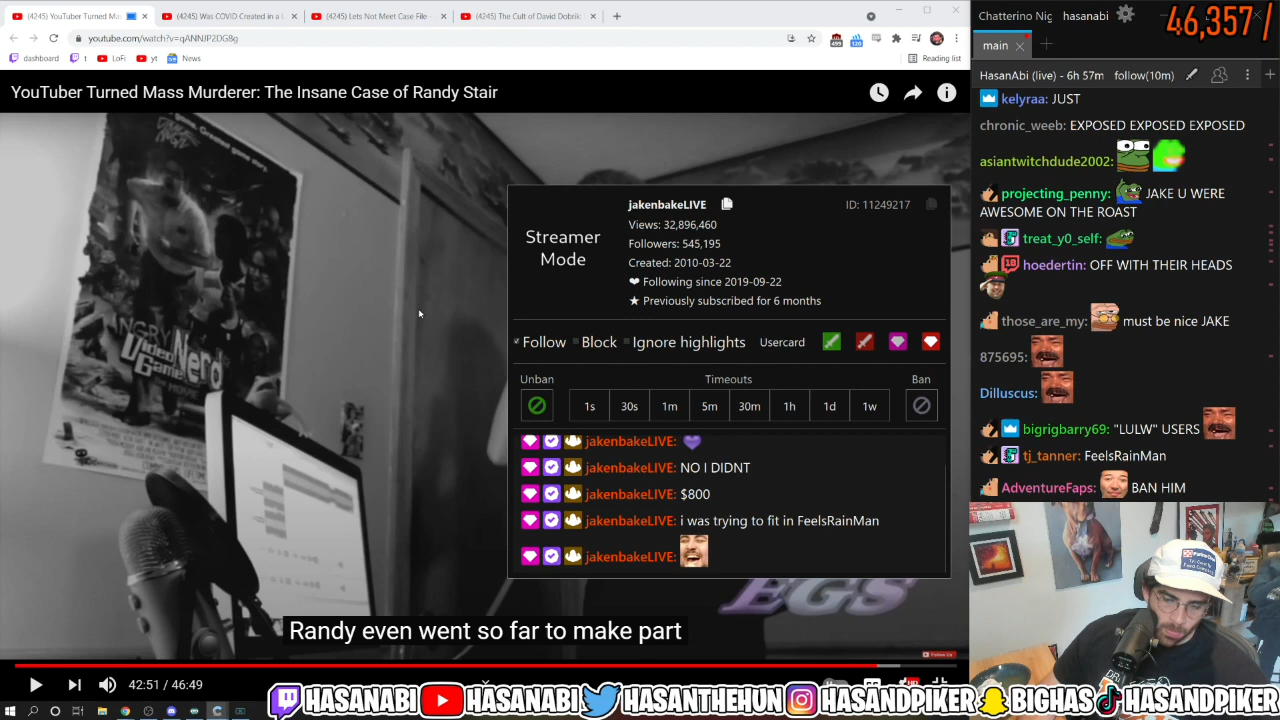 (4245) YouTuber Turned Mas
(4245) Was COVID Created in a L
(4245) Lets Not Meet Case File -
(4245) The Cult of David Dobrik:
youtube.com/watch?v=qANNJP2DG8g
dashboard
t
LoFi
yt
News
Reading list
YouTuber Turned Mass Murderer: The Insane Case of Randy Stair
Streamer
Mode
jakenbakeLIVE
ID: 11249217
Views: 32,896,460
Followers: 545,195
Created: 2010-03-22
❤ Following since 2019-09-22
★ Previously subscribed for 6 months
Follow
Block
Ignore highlights
Usercard
Unban
Timeouts
Ban
1s
30s
1m
5m
30m
1h
1d
1w
jakenbakeLIVE:
jakenbakeLIVE: NO I DIDNT
jakenbakeLIVE: $800
jakenbakeLIVE: i was trying to fit in FeelsRainMan
jakenbakeLIVE:
EGS
Randy even went so far to make part
42:51 / 46:49
Chatterino Nig
hasanabi
46,357 /
main
HasanAbi (live) - 6h 57m
follow(10m)
kelyraa: JUST
chronic_weeb: EXPOSED EXPOSED EXPOSED
asiantwitchdude2002:
projecting_penny: JAKE U WERE
AWESOME ON THE ROAST
treat_y0_self:
hoedertin: OFF WITH THEIR HEADS
those_are_my: must be nice JAKE
875695:
Dilluscus:
bigrigbarry69: "LULW" USERS
tj_tanner: FeelsRainMan
AdventureFaps: BAN HIM
HASANABI
HASANABI
HASANTHEHUN
HASANDPIKER
BIGHAS
HASANDPIKER